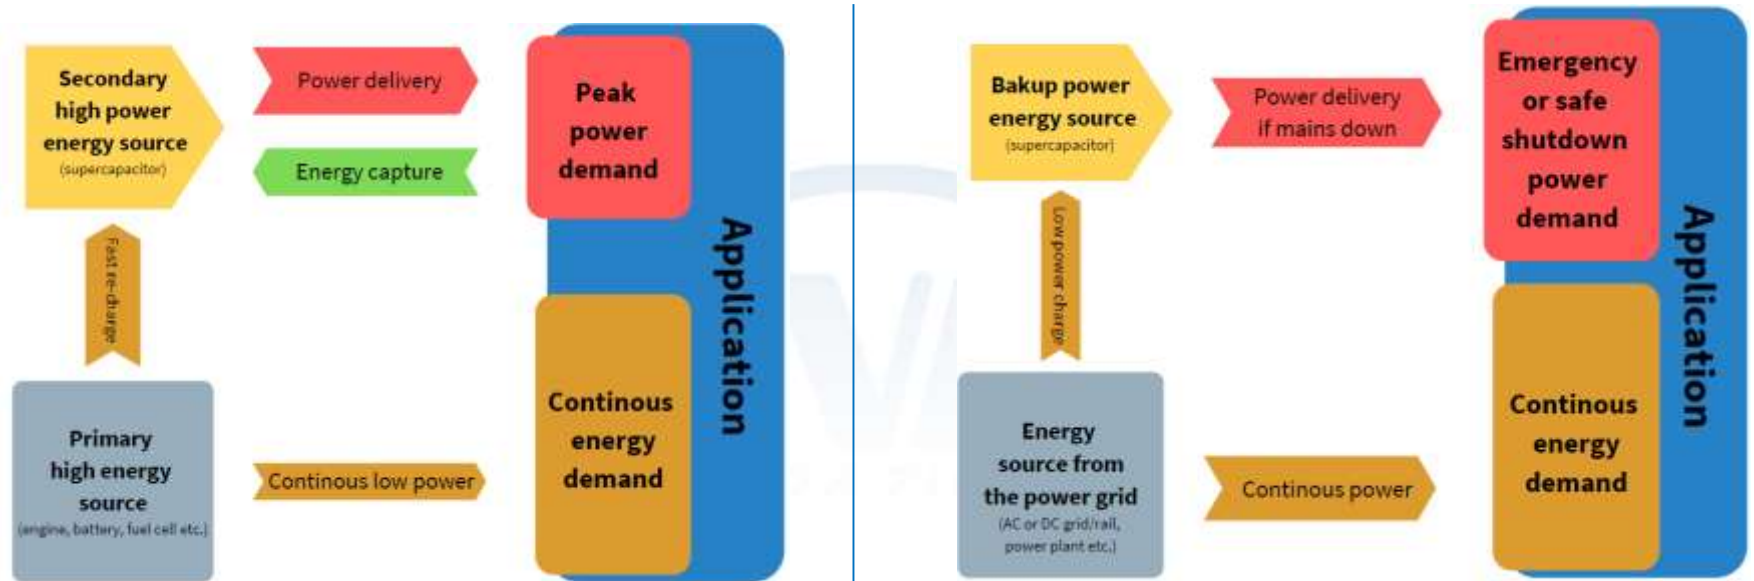 Secondary
high power
energy source
(supercapacitor)
Power delivery
Energy capture
Peak
power
demand
Fast re-charge
Application
Primary
high energy
source
(engine, battery, fuel cell etc.)
Continous low power
Continous
energy
demand
Bakup power
energy source
(supercapacitor)
Power delivery
if mains down
Emergency
or safe
shutdown
power
demand
Low power charge
Application
Energy
source from
the power grid
(AC or DC grid/rail,
power plant etc.)
Continous power
Continous
energy
demand